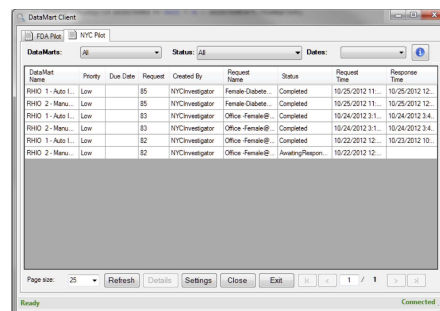 DataMart Client
FDA Pilot NYC Pilot
DataMarts: All Status: All Dates:
DataMart Name Priority Due Date Request Created By Request Name Status Request Time Response Time
RHIO 1 - Auto I... Low 85 NYCInvestigator Female-Diabete... Completed 10/25/2012 11:... 10/25/2012 12...
RHIO 2 - Manu... Low 85 NYCInvestigator Female-Diabete... Completed 10/25/2012 11:... 10/25/2012 12:...
RHIO 1 - Auto I... Low 83 NYCInvestigator Office -Female@... Completed 10/24/2012 3:1... 10/24/2012 3:4...
RHIO 2 - Manu... Low 83 NYCInvestigator Office -Female@... Completed 10/24/2012 3:1... 10/24/2012 3:4...
RHIO 1 - Auto I... Low 82 NYCInvestigator Office -Female@... Completed 10/22/2012 12:... 10/23/2012 10:...
RHIO 2 - Manu... Low 82 NYCInvestigator Office -Female@... AwaitingRespon... 10/22/2012 12:...
Page size: 25 Refresh Details Settings Close Exit 1 / 1
Ready Connected